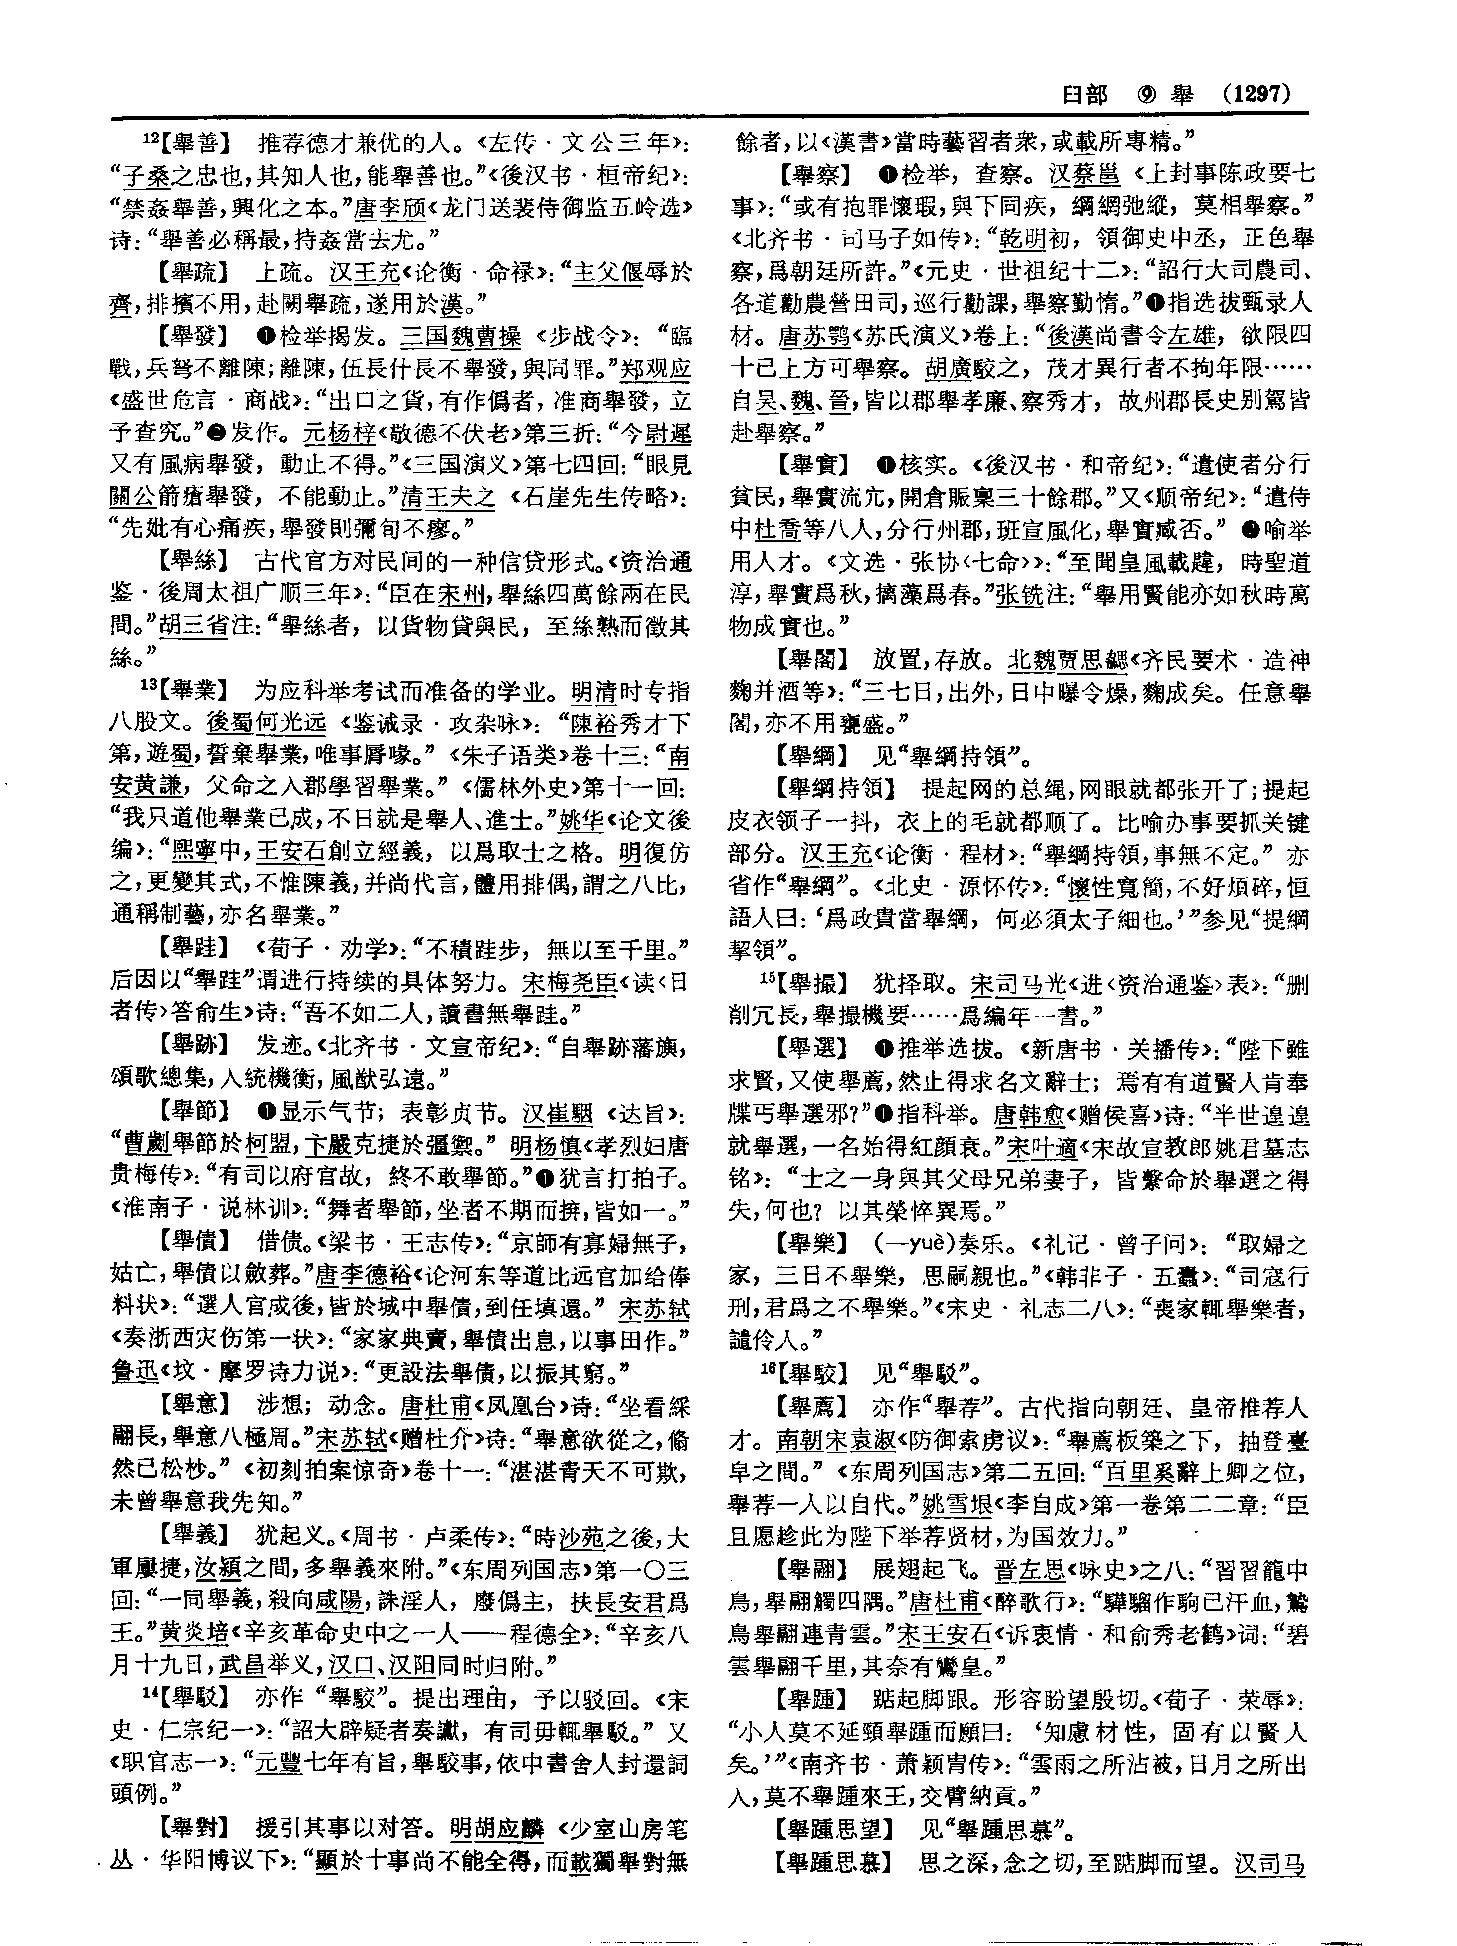 臼部 ⑨ 舉 (1297)
¹²【舉善】 推荐德才兼优的人。《左传·文公三年》：
“子桑之忠也，其知人也，能舉善也。”《後汉书·桓帝纪》：
“禁姦舉善，興化之本。”唐李颀《龙门送裴侍御监五岭选》
诗：“舉善必稱最，持姦當去尤。”
【舉疏】 上疏。汉王充《论衡·命禄》：“主父偃辱於
齊，排擯不用，赴闕舉疏，遂用於漢。”
【舉發】 ❶检举揭发。三国魏曹操《步战令》：“臨
戰，兵弩不離陳；離陳，伍長什長不舉發，與同罪。”郑观应
《盛世危言·商战》：“出口之貨，有作僞者，准商舉發，立
予查究。”❷发作。元杨梓《敬德不伏老》第三折：“今尉遲
又有風病舉發，動止不得。”《三国演义》第七四回：“眼見
關公箭瘡舉發，不能動止。”清王夫之《石崖先生传略》：
“先妣有心痛疾，舉發則彌旬不瘳。”
【舉絲】 古代官方对民间的一种信贷形式。《资治通
鉴·後周太祖广顺三年》：“臣在宋州，舉絲四萬餘兩在民
間。”胡三省注：“舉絲者，以貨物貸與民，至絲熟而徵其
絲。”
¹³【舉業】 为应科举考试而准备的学业。明清时专指
八股文。後蜀何光远《鉴诫录·攻杂咏》：“陳裕秀才下
第，遊蜀，誓棄舉業，唯事脣喙。”《朱子语类》卷十三：“南
安黄謙，父命之入郡學習舉業。”《儒林外史》第十一回：
“我只道他舉業已成，不日就是舉人、進士。”姚华《论文後
编》：“熙寧中，王安石創立經義，以爲取士之格。明復仿
之，更變其式，不惟陳義，并尚代言，體用排偶，謂之八比，
通稱制藝，亦名舉業。”
【舉跬】《荀子·劝学》：“不積跬步，無以至千里。”
后因以“舉跬”谓进行持续的具体努力。宋梅尧臣《读〈日
者传〉答俞生》诗：“吾不如二人，讀書無舉跬。”
【舉跡】 发迹。《北齐书·文宣帝纪》：“自舉跡藩旟，
頌歌總集，入統機衡，風猷弘遠。”
【舉節】 ❶显示气节；表彰贞节。汉崔駰《达旨》：
“曹劌舉節於柯盟，卞嚴克捷於彊禦。”明杨慎《孝烈妇唐
贵梅传》：“有司以府官故，終不敢舉節。”❶犹言打拍子。
《淮南子·说林训》：“舞者舉節，坐者不期而拚，皆如一。”
【舉債】 借债。《梁书·王志传》：“京師有寡婦無子，
姑亡，舉債以斂葬。”唐李德裕《论河东等道比远官加给俸
料状》：“選人官成後，皆於城中舉債，到任填還。”宋苏轼
《奏浙西灾伤第一状》：“家家典賣，舉債出息，以事田作。”
鲁迅《坟·摩罗诗力说》：“更設法舉債，以振其窮。”
【舉意】 涉想；动念。唐杜甫《凤凰台》诗：“坐看綵
翮長，舉意八極周。”宋苏轼《赠杜介》诗：“舉意欲從之，翛
然已松杪。”《初刻拍案惊奇》卷十一：“湛湛青天不可欺，
未曾舉意我先知。”
【舉義】 犹起义。《周书·卢柔传》：“時沙苑之後，大
軍屢捷，汝潁之間，多舉義來附。”《东周列国志》第一〇三
回：“一同舉義，殺向咸陽，誅淫人，廢僞主，扶長安君爲
王。”黄炎培《辛亥革命史中之一人——程德全》：“辛亥八
月十九日，武昌举义，汉口、汉阳同时归附。”
¹⁴【舉駁】 亦作“舉駮”。提出理由，予以驳回。《宋
史·仁宗纪一》：“詔大辟疑者奏讞，有司毋輒舉駁。”又
《职官志一》：“元豐七年有旨，舉駮事，依中書舍人封還詞
頭例。”
【舉對】 援引其事以对答。明胡应麟《少室山房笔
丛·华阳博议下》：“顯於十事尚不能全得，而載獨舉對無
餘者，以《漢書》當時藝習者衆，或載所專精。”
【舉察】 ❶检举，查察。汉蔡邕《上封事陈政要七
事》：“或有抱罪懷瑕，與下同疾，綱網弛縱，莫相舉察。”
《北齐书·司马子如传》：“乾明初，領御史中丞，正色舉
察，爲朝廷所許。”《元史·世祖纪十二》：“詔行大司農司、
各道勸農營田司，巡行勸課，舉察勤惰。”❶指选拔甄录人
材。唐苏鹗《苏氏演义》卷上：“後漢尚書令左雄，欲限四
十已上方可舉察。胡廣駮之，茂才異行者不拘年限……
自吴、魏、晉，皆以郡舉孝廉、察秀才，故州郡長史别駕皆
赴舉察。”
【舉實】 ❶核实。《後汉书·和帝纪》：“遣使者分行
貧民，舉實流冗，開倉賑稟三十餘郡。”又《顺帝纪》：“遣侍
中杜喬等八人，分行州郡，班宣風化，舉實臧否。”❷喻举
用人才。《文选·张协〈七命〉》：“至聞皇風載韙，時聖道
淳，舉實爲秋，摛藻爲春。”张铣注：“舉用賢能亦如秋時萬
物成實也。”
【舉閣】 放置，存放。北魏贾思勰《齐民要术·造神
麴并酒等》：“三七日，出外，日中曝令燥，麴成矣。任意舉
閣，亦不用甕盛。”
【舉綱】 见“舉綱持領”。
【舉綱持領】 提起网的总绳，网眼就都张开了；提起
皮衣领子一抖，衣上的毛就都顺了。比喻办事要抓关键
部分。汉王充《论衡·程材》：“舉綱持領，事無不定。”亦
省作“舉綱”。《北史·源怀传》：“懷性寬簡，不好煩碎，恒
語人曰：‘爲政貴當舉綱，何必須太子細也。’”参见“提綱
挈領”。
¹⁵【舉撮】 犹择取。宋司马光《进〈资治通鉴〉表》：“删
削冗長，舉撮機要……爲編年一書。”
【舉選】 ❶推举选拔。《新唐书·关播传》：“陛下雖
求賢，又使舉薦，然止得求名文辭士；焉有有道賢人肯奉
牒丐舉選邪？”❶指科举。唐韩愈《赠侯喜》诗：“半世遑遑
就舉選，一名始得紅顔衰。”宋叶適《宋故宣教郎姚君墓志
铭》：“士之一身與其父母兄弟妻子，皆繫命於舉選之得
失，何也？以其榮悴異焉。”
【舉樂】 (—yuè)奏乐。《礼记·曾子问》：“取婦之
家，三日不舉樂，思嗣親也。”《韩非子·五蠹》：“司寇行
刑，君爲之不舉樂。”《宋史·礼志二八》：“喪家輒舉樂者，
譴伶人。”
¹⁶【舉駮】 见“舉駁”。
【舉薦】 亦作“舉荐”。古代指向朝廷、皇帝推荐人
才。南朝宋袁淑《防御索虏议》：“舉薦板築之下，抽登臺
皁之間。”《东周列国志》第二五回：“百里奚辭上卿之位，
舉荐一人以自代。”姚雪垠《李自成》第一卷第二二章：“臣
且愿趁此为陛下举荐贤材，为国效力。”
【舉翮】 展翅起飞。晋左思《咏史》之八：“習習籠中
鳥，舉翮觸四隅。”唐杜甫《醉歌行》：“驊騮作駒已汗血，鷙
鳥舉翮連青雲。”宋王安石《诉衷情·和俞秀老鹤》词：“碧
雲舉翮千里，其奈有鸞皇。”
【舉踵】 踮起脚跟。形容盼望殷切。《荀子·荣辱》：
“小人莫不延頸舉踵而願曰：‘知慮材性，固有以賢人
矣。’”《南齐书·萧颖胄传》：“雲雨之所沾被，日月之所出
入，莫不舉踵來王，交臂納貢。”
【舉踵思望】 见“舉踵思慕”。
【舉踵思慕】 思之深，念之切，至踮脚而望。汉司马